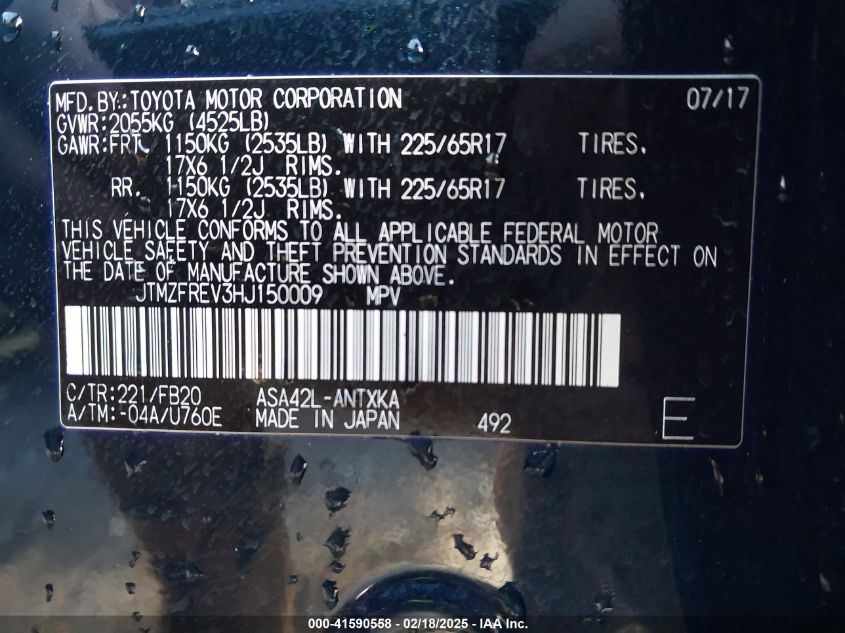 MFD.BY:TOYOTA MOTOR CORPORATION 07/17
GVWR:2055KG (4525LB)
GAWR:FRT. 1150KG (2535LB) WITH 225/65R17 TIRES.
17X6 1/2J RIMS.
RR. 1150KG (2535LB) WITH 225/65R17 TIRES.
17X6 1/2J RIMS.
THIS VEHICLE CONFORMS TO ALL APPLICABLE FEDERAL MOTOR
VEHICLE SAFETY AND THEFT PREVENTION STANDARDS IN EFFECT ON
THE DATE OF MANUFACTURE SHOWN ABOVE.
JTMZFREV3HJ150009 MPV
C/TR:221/FB20 ASA42L-ANTXKA
A/TM:-04A/U760E MADE IN JAPAN 492 E
000-41590558 — 02/18/2025 — IAA Inc.